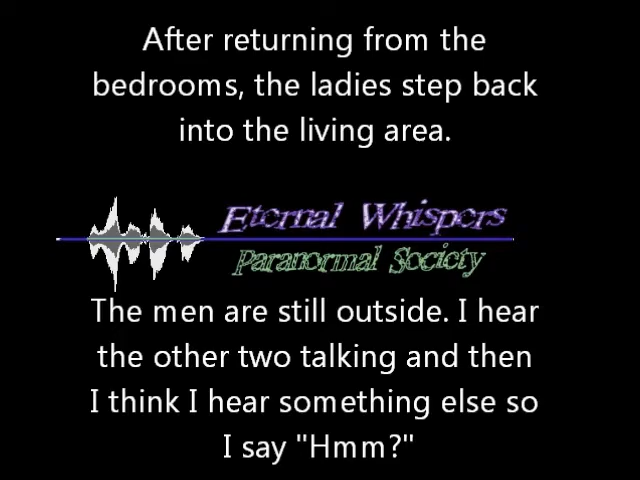 After returning from the
bedrooms, the ladies step back
into the living area.
Eternal Whispers
Paranormal Society
The men are still outside. I hear
the other two talking and then
I think I hear something else so
I say "Hmm?"